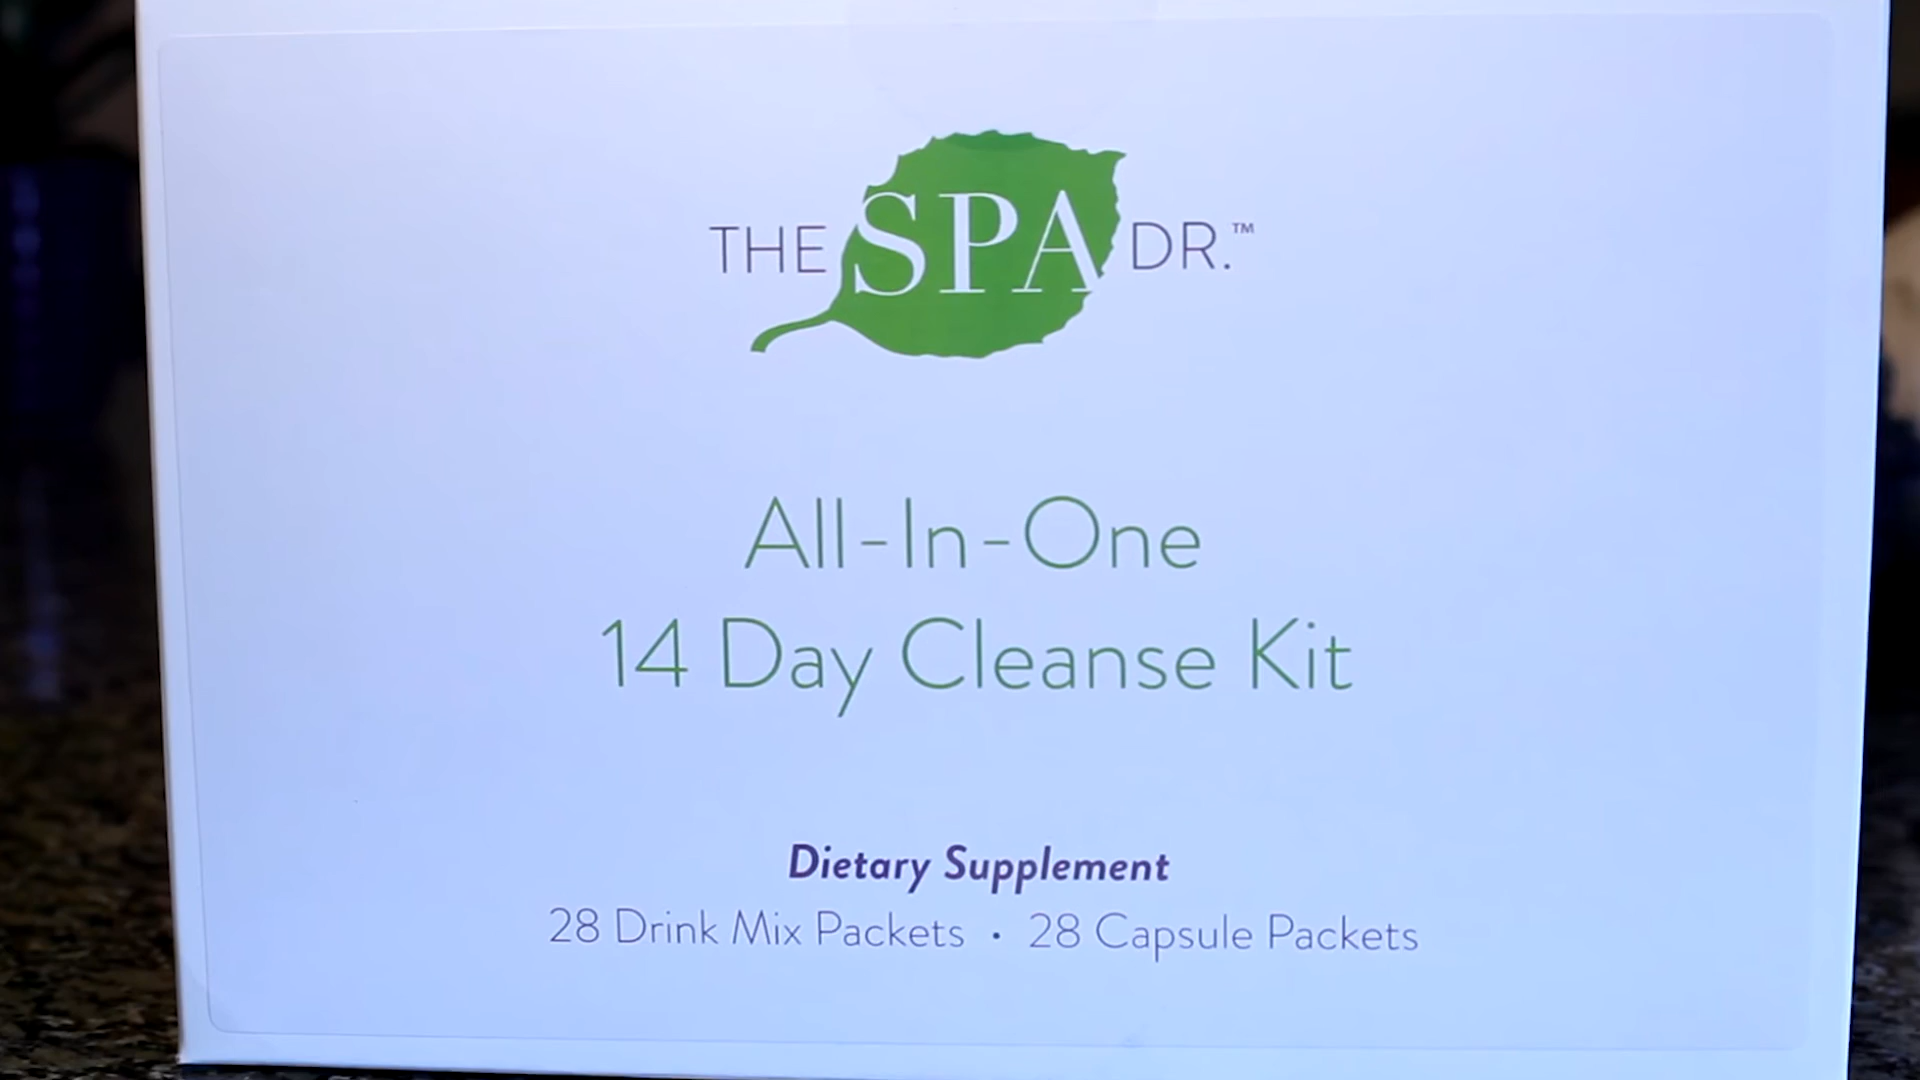 THE SPA DR.™
All-In-One
14 Day Cleanse Kit
Dietary Supplement
28 Drink Mix Packets • 28 Capsule Packets